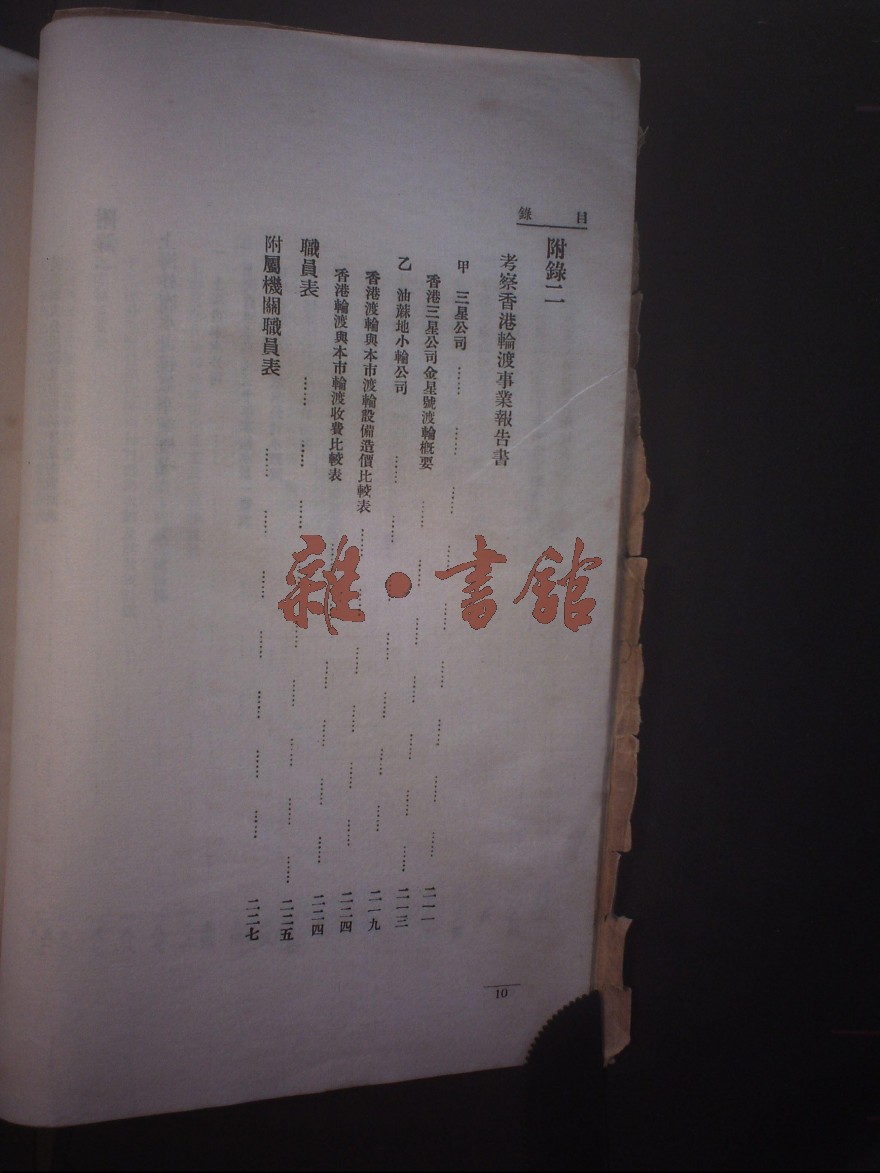 目錄
附錄二
考察香港輪渡事業報告書
甲 三星公司……二一一
香港三星公司金星號渡輪概要……二一三
乙 油蔴地小輪公司……二一九
香港渡輪與本市渡輪設備造價比較表……二二四
香港輪渡與本市輪渡收費比較表……二二四
職員表……二二五
附屬機關職員表……二二七
10
雜·書館